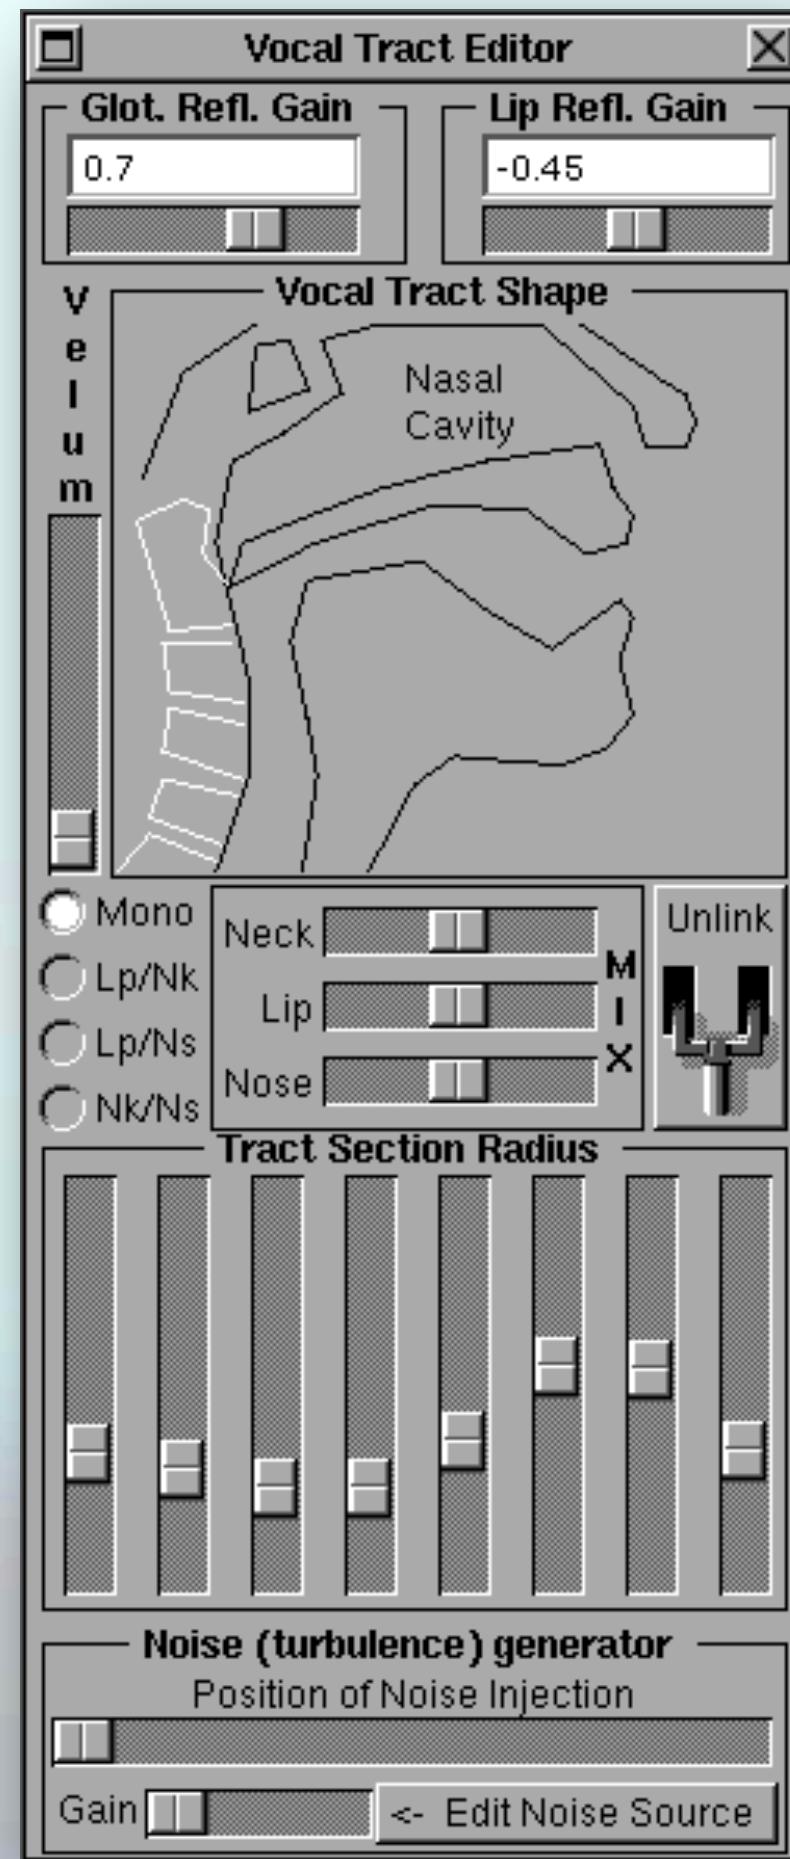 Vocal Tract Editor
Glot. Refl. Gain
Lip Refl. Gain
0.7
-0.45
Velum
Vocal Tract Shape
Nasal
Cavity
Mono
Lp/Nk
Lp/Ns
Nk/Ns
Neck
Lip
Nose
MIX
Unlink
Tract Section Radius
Noise (turbulence) generator
Position of Noise Injection
Gain
<- Edit Noise Source